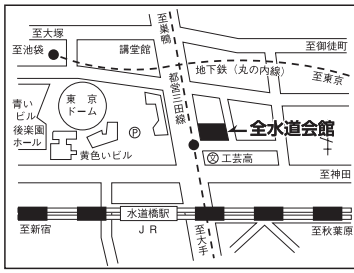 至巣鴨
至大塚
講堂館
至御徒町
至池袋
地下鉄（丸の内線）
至東京
都営三田線
青い
ビル
後楽園
ホール
東京
ドーム
Ⓟ
全水道会館
文 工芸高
黄色いビル
至神田
水道橋駅
JR
至新宿
至大手
至秋葉原